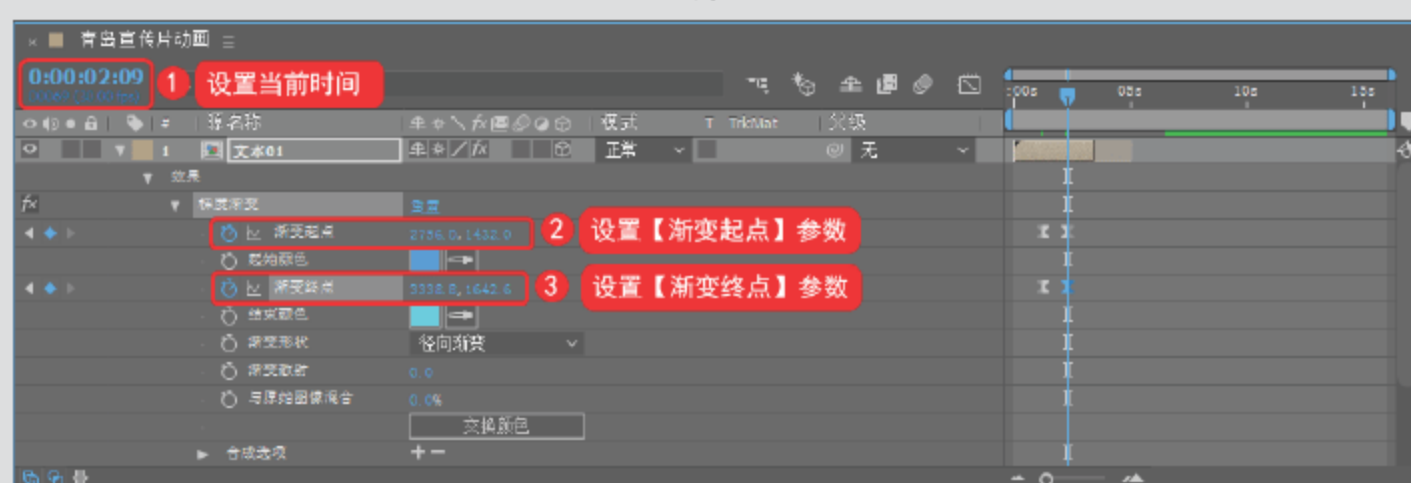 青岛宣传片动画
0:00:02:09
1 设置当前时间
:00s 05s 10s 15s
# 源名称 模式 T TrkMat 父级
1 文本01 正常 无
效果
fx 梯度渐变 重置
渐变起点 2756.0,1432.0 2 设置【渐变起点】参数
起始颜色
渐变终点 3338.8,1642.6 3 设置【渐变终点】参数
结束颜色
渐变形状 径向渐变
渐变散射 0.0
与原始图像混合 0.0%
交换颜色
合成选项 + −